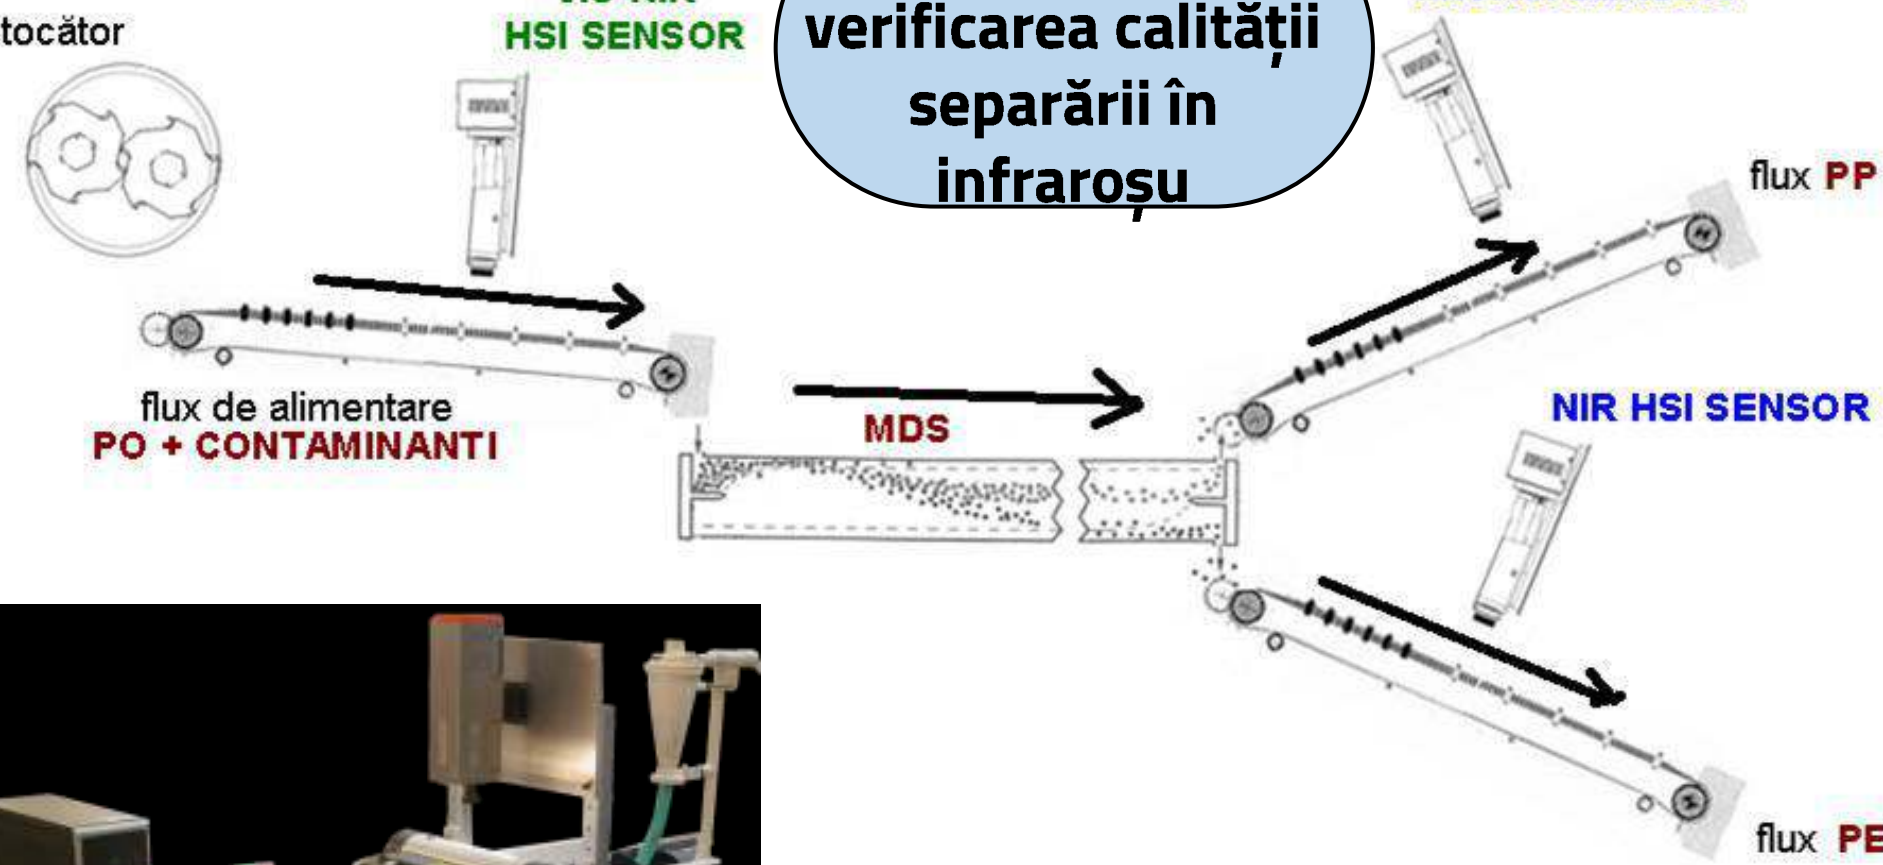 tocător
HSI SENSOR
verificarea calității
separării în
infraroșu
flux PP
flux de alimentare
PO + CONTAMINANTI
MDS
NIR HSI SENSOR
flux PE